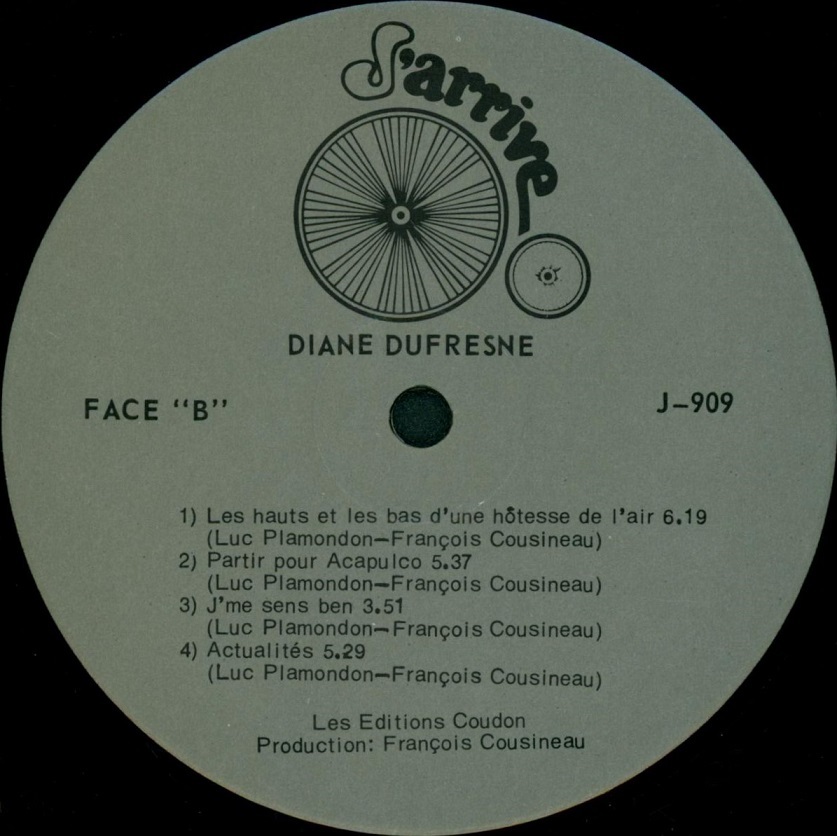 J'arrive
DIANE DUFRESNE
FACE "B"
J-909
1) Les hauts et les bas d'une hôtesse de l'air 6.19
(Luc Plamondon-François Cousineau)
2) Partir pour Acapulco 5.37
(Luc Plamondon-François Cousineau)
3) J'me sens ben 3.51
(Luc Plamondon-François Cousineau)
4) Actualités 5.29
(Luc Plamondon-François Cousineau)
Les Editions Coudon
Production: François Cousineau